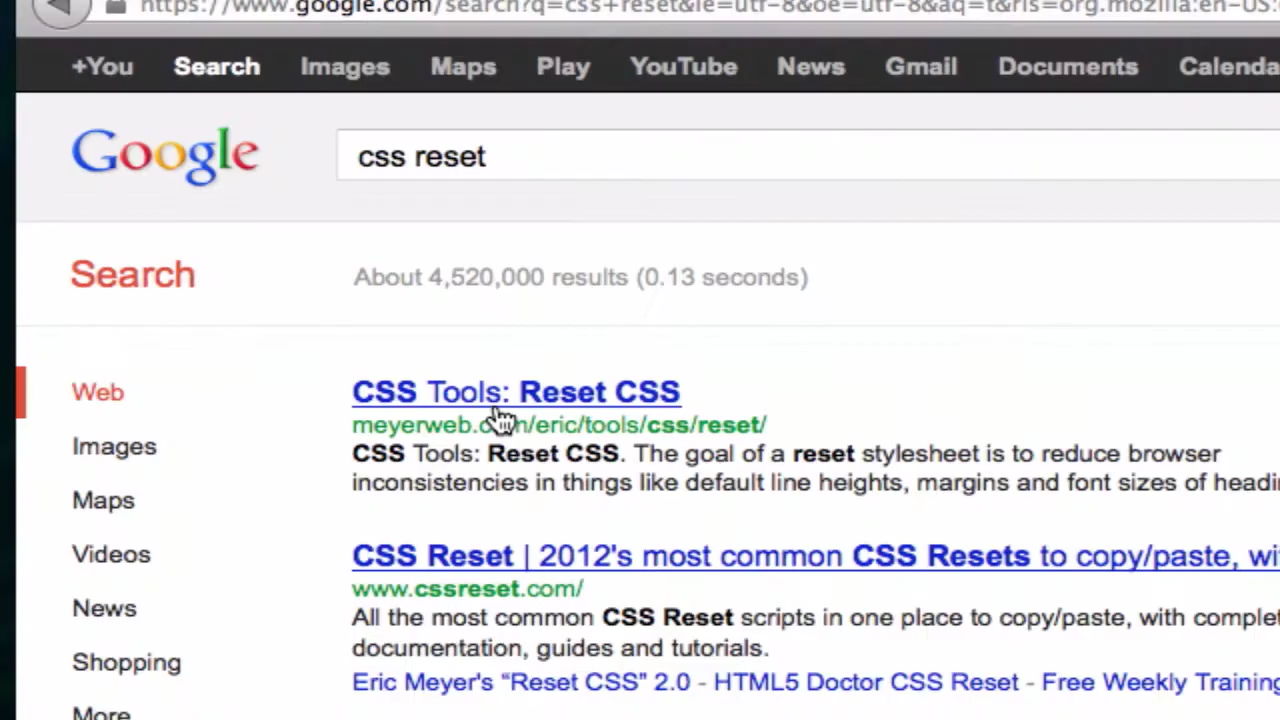 https://www.google.com/search?q=css+reset&ie=utf-8&oe=utf-8&aq=t&rls=org.mozilla:en-US:
+You Search Images Maps Play YouTube News Gmail Documents Calenda
Google
css reset
Search
About 4,520,000 results (0.13 seconds)
Web
Images
Maps
Videos
News
Shopping
More
CSS Tools: Reset CSS
meyerweb.c m/eric/tools/css/reset/
CSS Tools: Reset CSS. The goal of a reset stylesheet is to reduce browser
inconsistencies in things like default line heights, margins and font sizes of headi
CSS Reset | 2012's most common CSS Resets to copy/paste, wi
www.cssreset.com/
All the most common CSS Reset scripts in one place to copy/paste, with complet
documentation, guides and tutorials.
Eric Meyer's “Reset CSS” 2.0 - HTML5 Doctor CSS Reset - Free Weekly Training